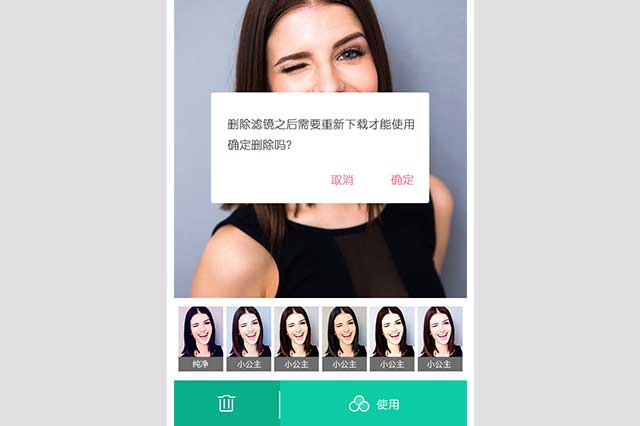 删除滤镜之后需要重新下载才能使用
确定删除吗?
取消 确定
纯净 小公主 小公主 小公主 小公主 小公主
使用